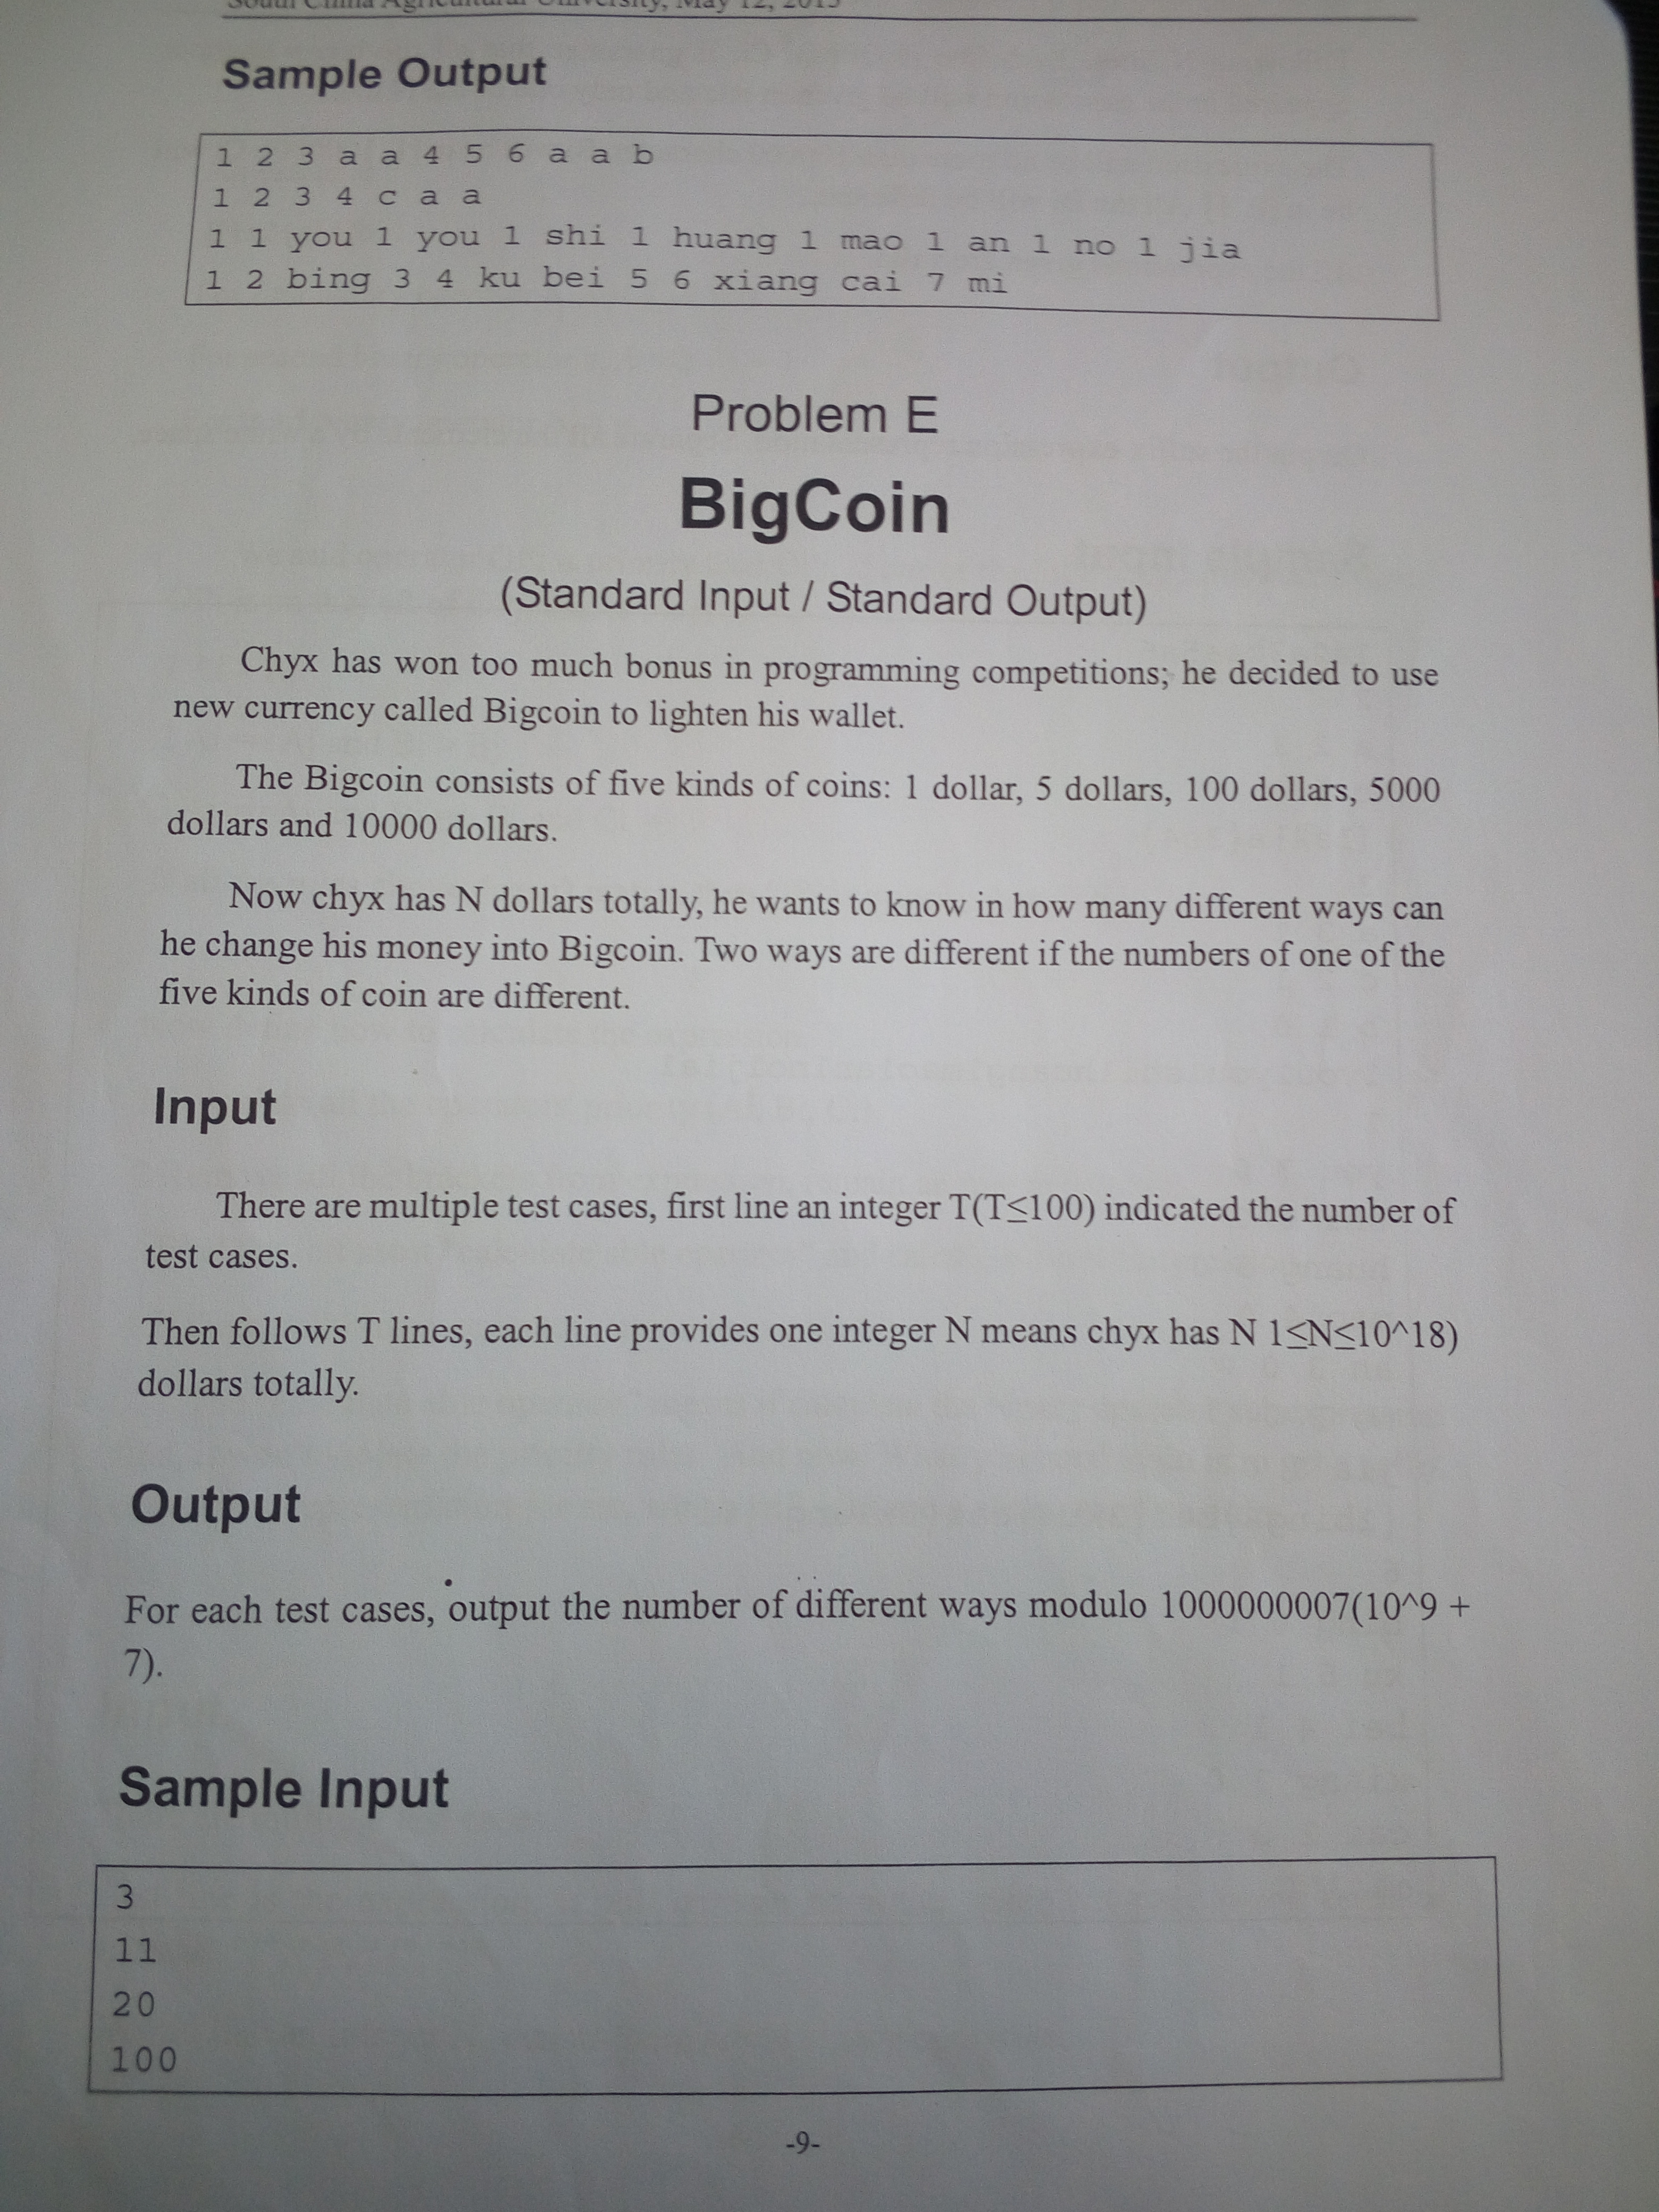 South China Agricultural University, May 12, 2013
Sample Output
1 2 3 a a 4 5 6 a a b
1 2 3 4 c a a
1 1 you 1 you 1 shi 1 huang 1 mao 1 an 1 no 1 jia
1 2 bing 3 4 ku bei 5 6 xiang cai 7 mi
Problem E
BigCoin
(Standard Input / Standard Output)
Chyx has won too much bonus in programming competitions; he decided to use
new currency called Bigcoin to lighten his wallet.
The Bigcoin consists of five kinds of coins: 1 dollar, 5 dollars, 100 dollars, 5000
dollars and 10000 dollars.
Now chyx has N dollars totally, he wants to know in how many different ways can
he change his money into Bigcoin. Two ways are different if the numbers of one of the
five kinds of coin are different.
Input
There are multiple test cases, first line an integer T(T≤100) indicated the number of
test cases.
Then follows T lines, each line provides one integer N means chyx has N 1≤N≤10^18)
dollars totally.
Output
For each test cases, output the number of different ways modulo 1000000007(10^9 +
7).
Sample Input
3
11
20
100
-9-